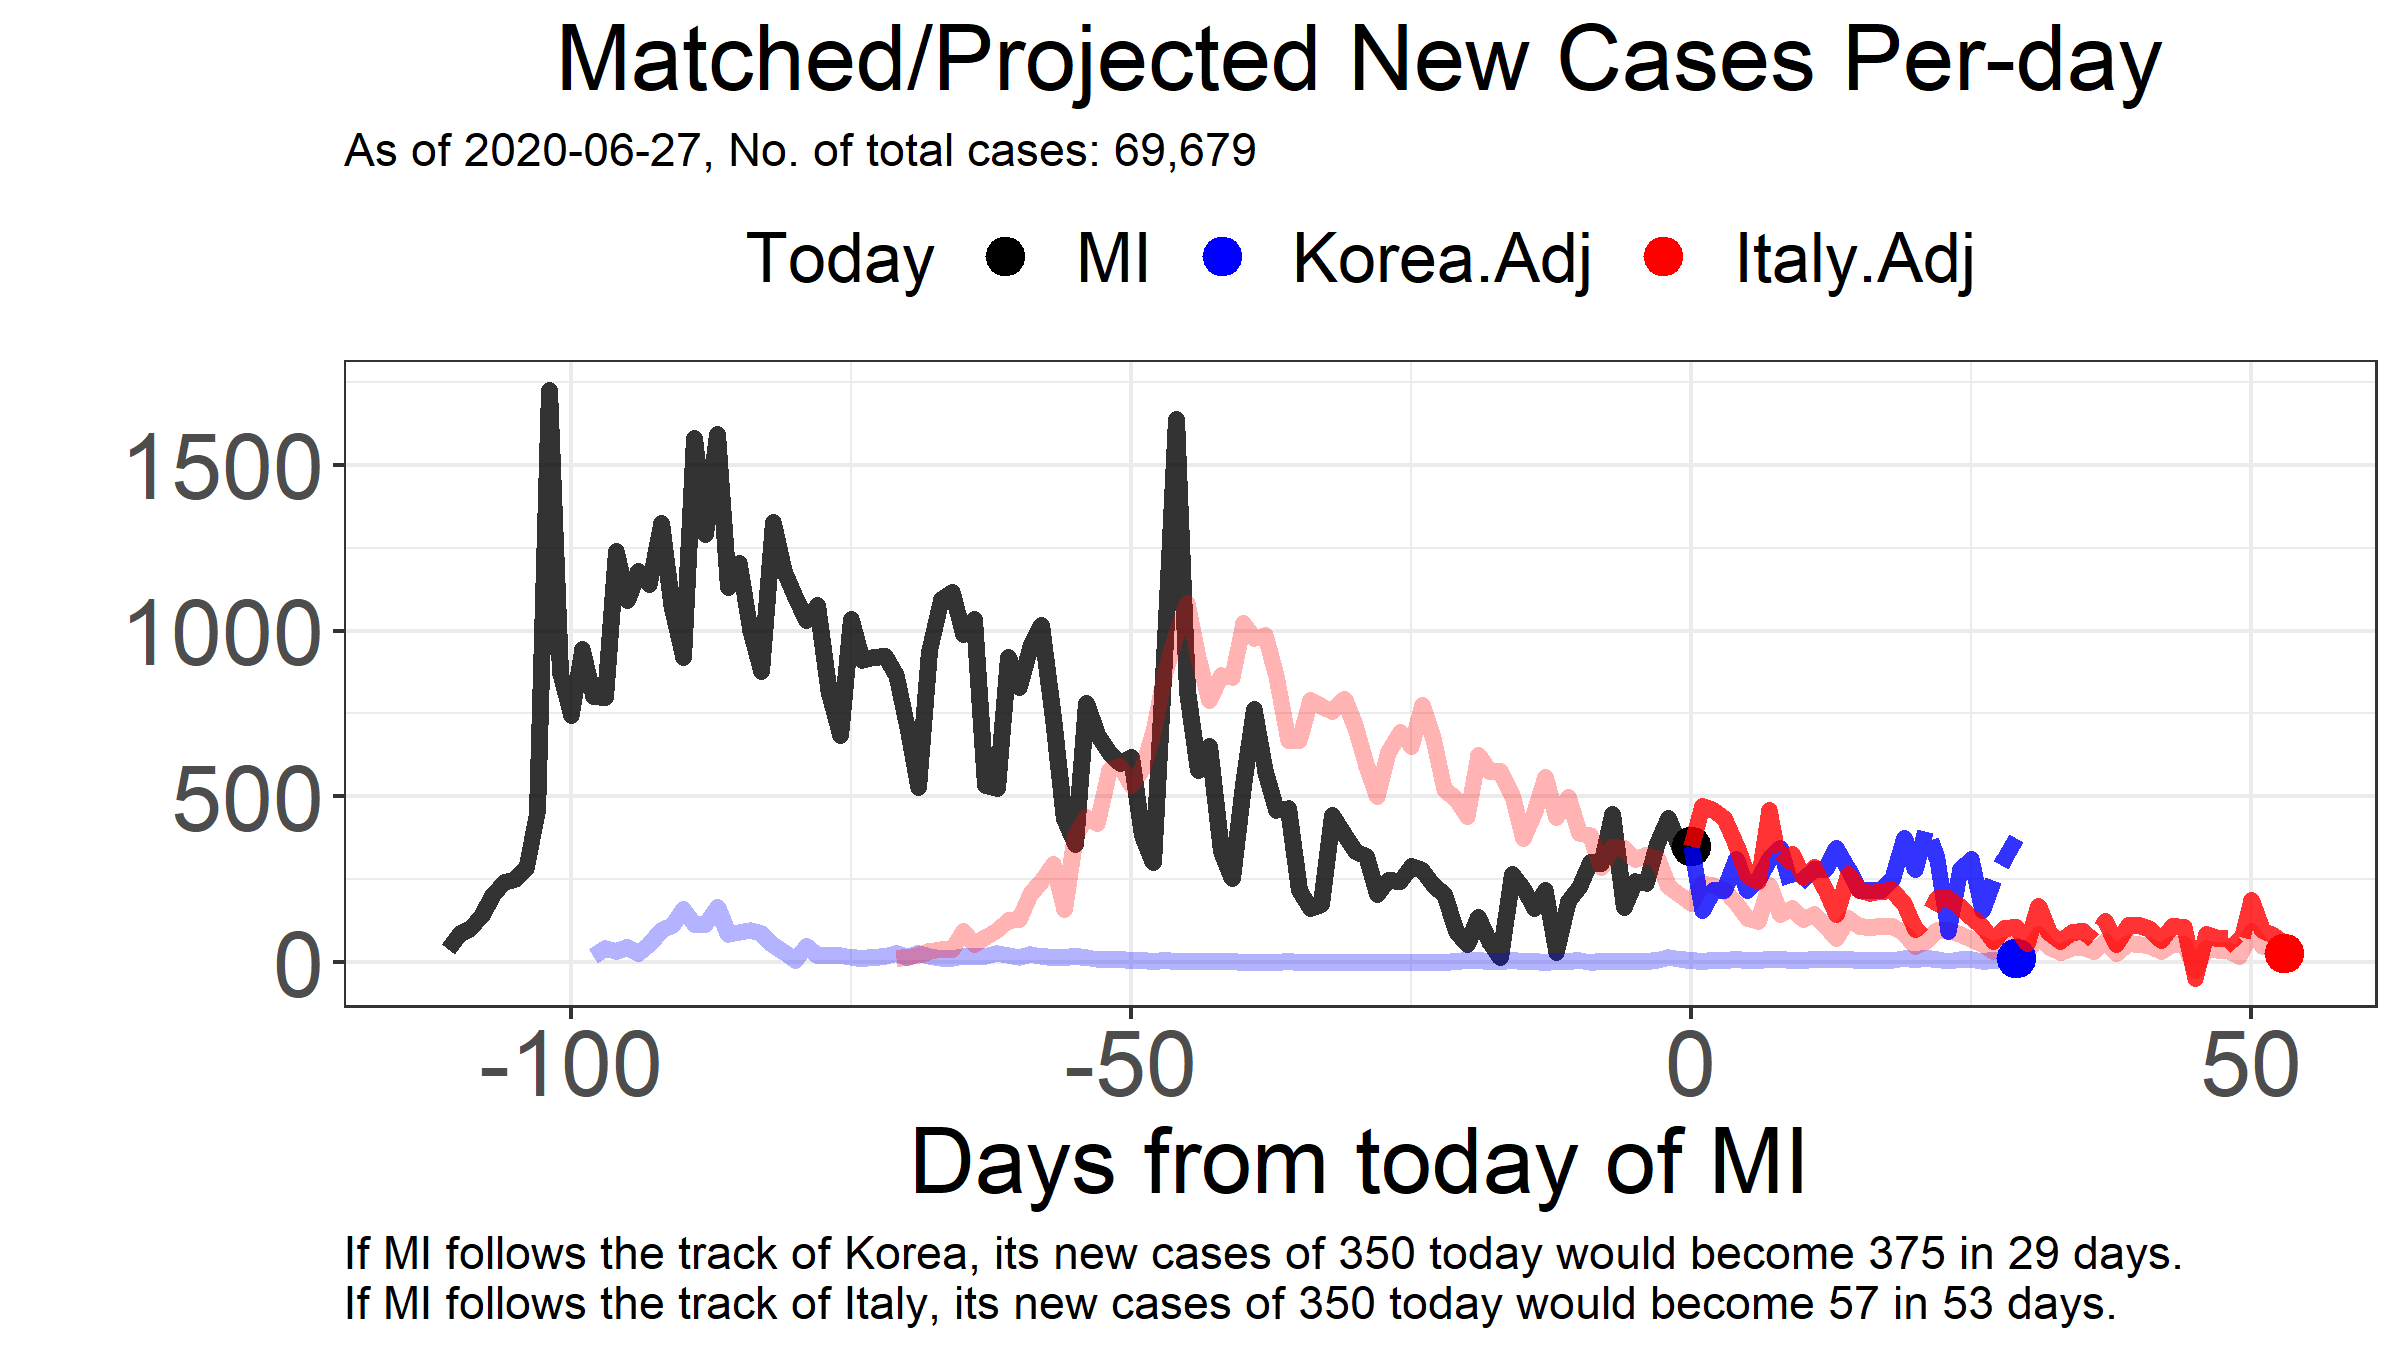 Matched/Projected New Cases Per-day
As of 2020-06-27, No. of total cases: 69,679
Today MI Korea.Adj Italy.Adj
1500
1000
500
0
-100 -50 0 50
Days from today of MI
If MI follows the track of Korea, its new cases of 350 today would become 375 in 29 days.
If MI follows the track of Italy, its new cases of 350 today would become 57 in 53 days.